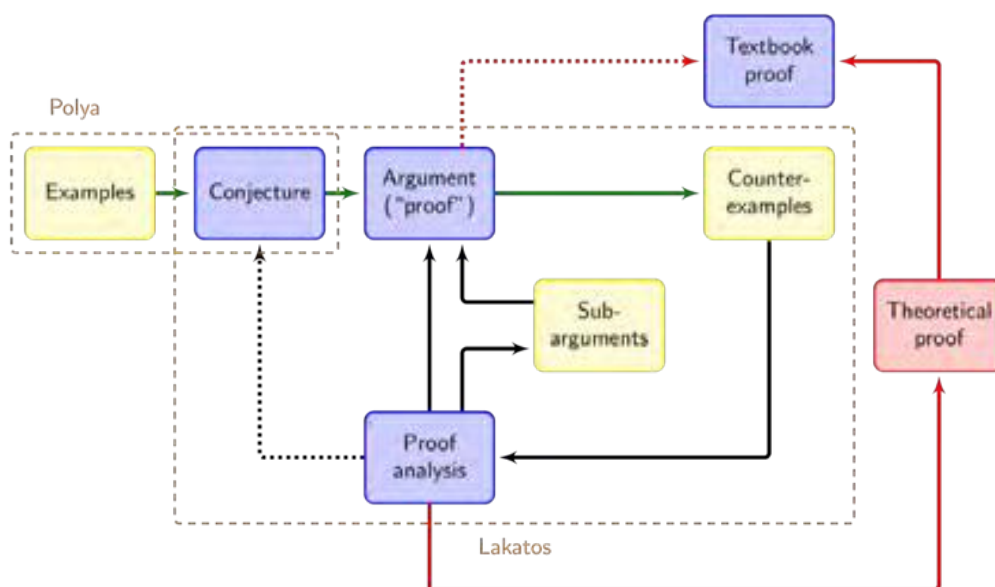 Textbook
proof
Polya
Examples
Conjecture
Argument
("proof")
Counter-
examples
Sub-
arguments
Theoretical
proof
Proof
analysis
Lakatos